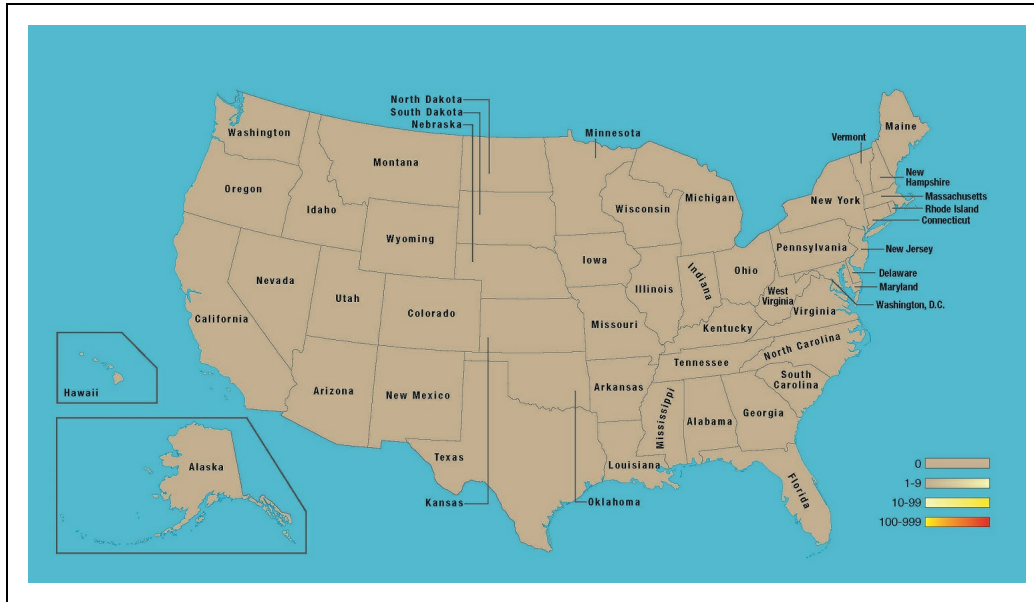 North Dakota
South Dakota
Nebraska
Minnesota
Washington
Montana
Maine
Vermont
Oregon
Idaho
Wyoming
Wisconsin
Michigan
New York
New
Hampshire
Massachusetts
Rhode Island
Connecticut
Pennsylvania
New Jersey
Nevada
Utah
Colorado
Iowa
Illinois
Indiana
Ohio
Delaware
Maryland
Washington, D.C.
West
Virginia
Virginia
California
Missouri
Kentucky
North Carolina
Tennessee
South
Carolina
Hawaii
Arizona
New Mexico
Arkansas
Mississippi
Alabama
Georgia
Texas
Louisiana
Florida
Alaska
Kansas
Oklahoma
0
1-9
10-99
100-999